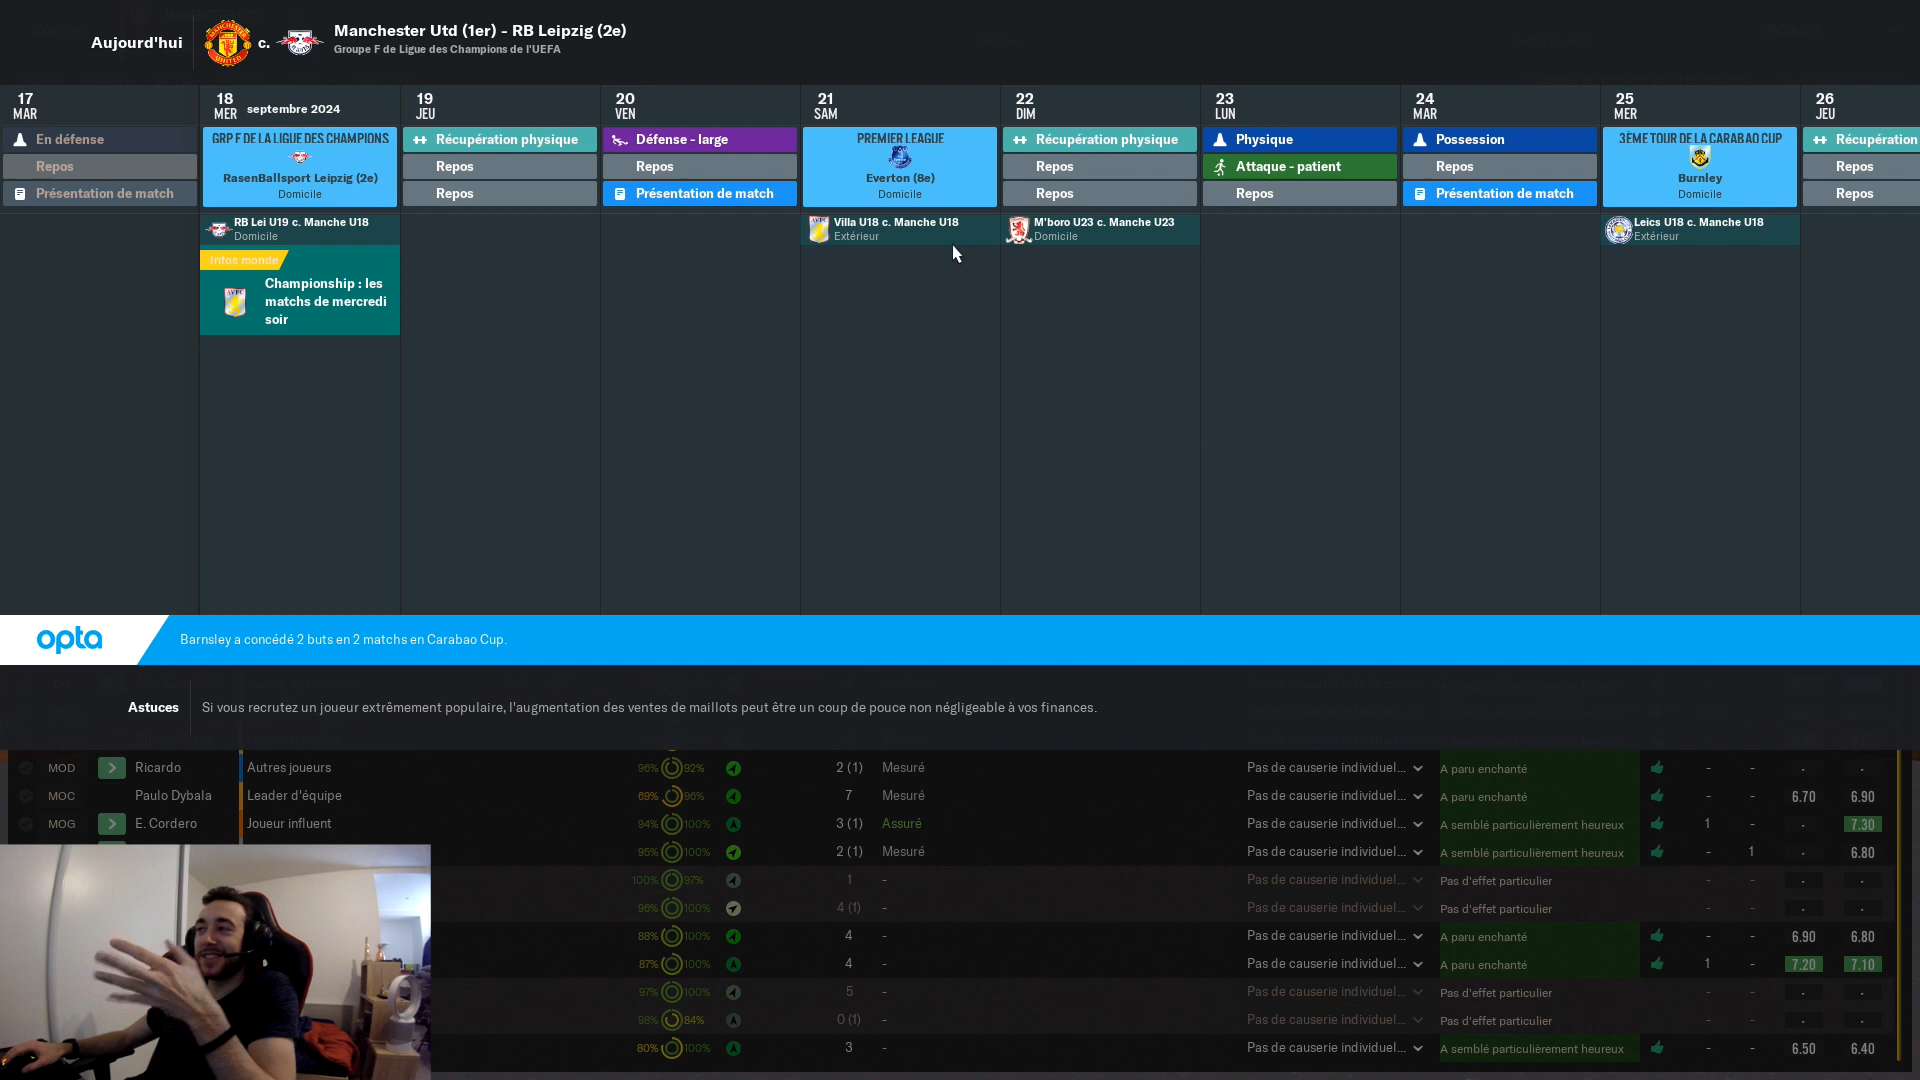 Aujourd'hui
c.
Manchester Utd (1er) - RB Leipzig (2e)
Groupe F de Ligue des Champions de l'UEFA
17
MAR
En défense
Repos
Présentation de match
18
MER
septembre 2024
GRP F DE LA LIGUE DES CHAMPIONS
RasenBallsport Leipzig (2e)
Domicile
RB Lei U19 c. Manche U18
Domicile
Infos monde
Championship : les
matchs de mercredi
soir
19
JEU
Récupération physique
Repos
Repos
20
VEN
Défense - large
Repos
Présentation de match
21
SAM
PREMIER LEAGUE
Everton (8e)
Domicile
Villa U18 c. Manche U18
Extérieur
22
DIM
Récupération physique
Repos
Repos
M'boro U23 c. Manche U23
Domicile
23
LUN
Physique
Attaque - patient
Repos
24
MAR
Possession
Repos
Présentation de match
25
MER
3ÈME TOUR DE LA CARABAO CUP
Burnley
Domicile
Leics U18 c. Manche U18
Extérieur
26
JEU
Récupération
Repos
Repos
opta
Barnsley a concédé 2 buts en 2 matchs en Carabao Cup.
Astuces
Si vous recrutez un joueur extrêmement populaire, l'augmentation des ventes de maillots peut être un coup de pouce non négligeable à vos finances.
MOD Ricardo Autres joueurs 96% 92% 2 (1) Mesuré Pas de causerie individuel... A paru enchanté - - - -
MOC Paulo Dybala Leader d'équipe 69% 96% 7 Mesuré Pas de causerie individuel... A paru enchanté - - 6.70 6.90
MOG E. Cordero Joueur influent 94% 100% 3 (1) Assuré Pas de causerie individuel... A semblé particulièrement heureux 1 - - 7.30
95% 100% 2 (1) Mesuré Pas de causerie individuel... A semblé particulièrement heureux - 1 - 6.80
100% 97% 1 - Pas de causerie individuel... Pas d'effet particulier - - - -
96% 100% 4 (1) - Pas de causerie individuel... Pas d'effet particulier - - - -
88% 100% 4 - Pas de causerie individuel... A paru enchanté - - 6.90 6.80
87% 100% 4 - Pas de causerie individuel... A paru enchanté 1 - 7.20 7.10
97% 100% 5 - Pas de causerie individuel... Pas d'effet particulier - - - -
98% 84% 0 (1) - Pas de causerie individuel... Pas d'effet particulier - - - -
80% 100% 3 - Pas de causerie individuel... A semblé particulièrement heureux - - 6.50 6.40